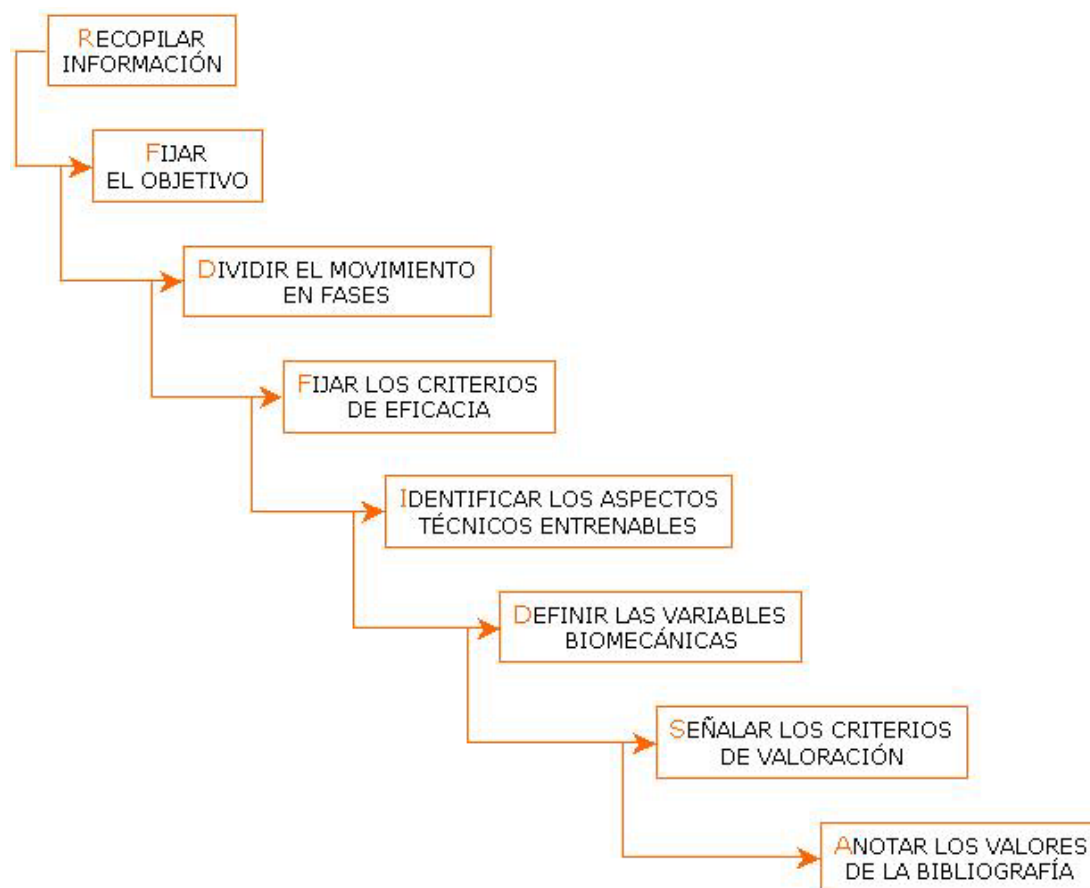 RECOPILAR
INFORMACIÓN
FIJAR
EL OBJETIVO
DIVIDIR EL MOVIMIENTO
EN FASES
FIJAR LOS CRITERIOS
DE EFICACIA
IDENTIFICAR LOS ASPECTOS
TÉCNICOS ENTRENABLES
DEFINIR LAS VARIABLES
BIOMECÁNICAS
SEÑALAR LOS CRITERIOS
DE VALORACIÓN
ANOTAR LOS VALORES
DE LA BIBLIOGRAFÍA